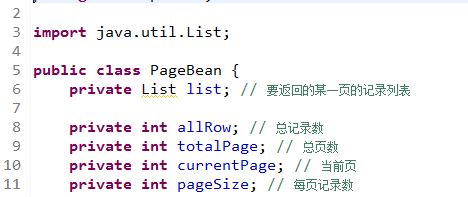 2
3 import java.util.List;
4
5 public class PageBean {
6 private List list; // 要返回的某一页的记录列表
7
8 private int allRow; // 总记录数
9 private int totalPage; // 总页数
10 private int currentPage; // 当前页
11 private int pageSize; // 每页记录数